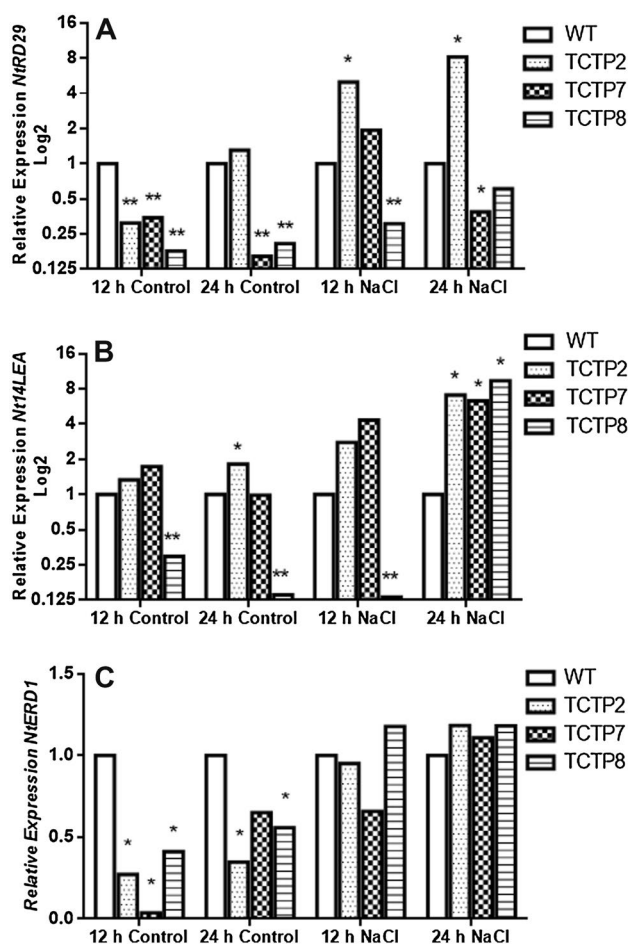 A
Relative Expression NtRD29
Log2
16
8
4
2
1
0.5
0.25
0.125
* *
** ** ** ** ** ** *
12 h Control 24 h Control 12 h NaCl 24 h NaCl
WT
TCTP2
TCTP7
TCTP8
B
Relative Expression Nt14LEA
Log2
16
8
4
2
1
0.5
0.25
0.125
* * * *
** ** **
12 h Control 24 h Control 12 h NaCl 24 h NaCl
WT
TCTP2
TCTP7
TCTP8
C
Relative Expression NtERD1
1.5
1.0
0.5
0.0
* * * * *
12 h Control 24 h Control 12 h NaCl 24 h NaCl
WT
TCTP2
TCTP7
TCTP8